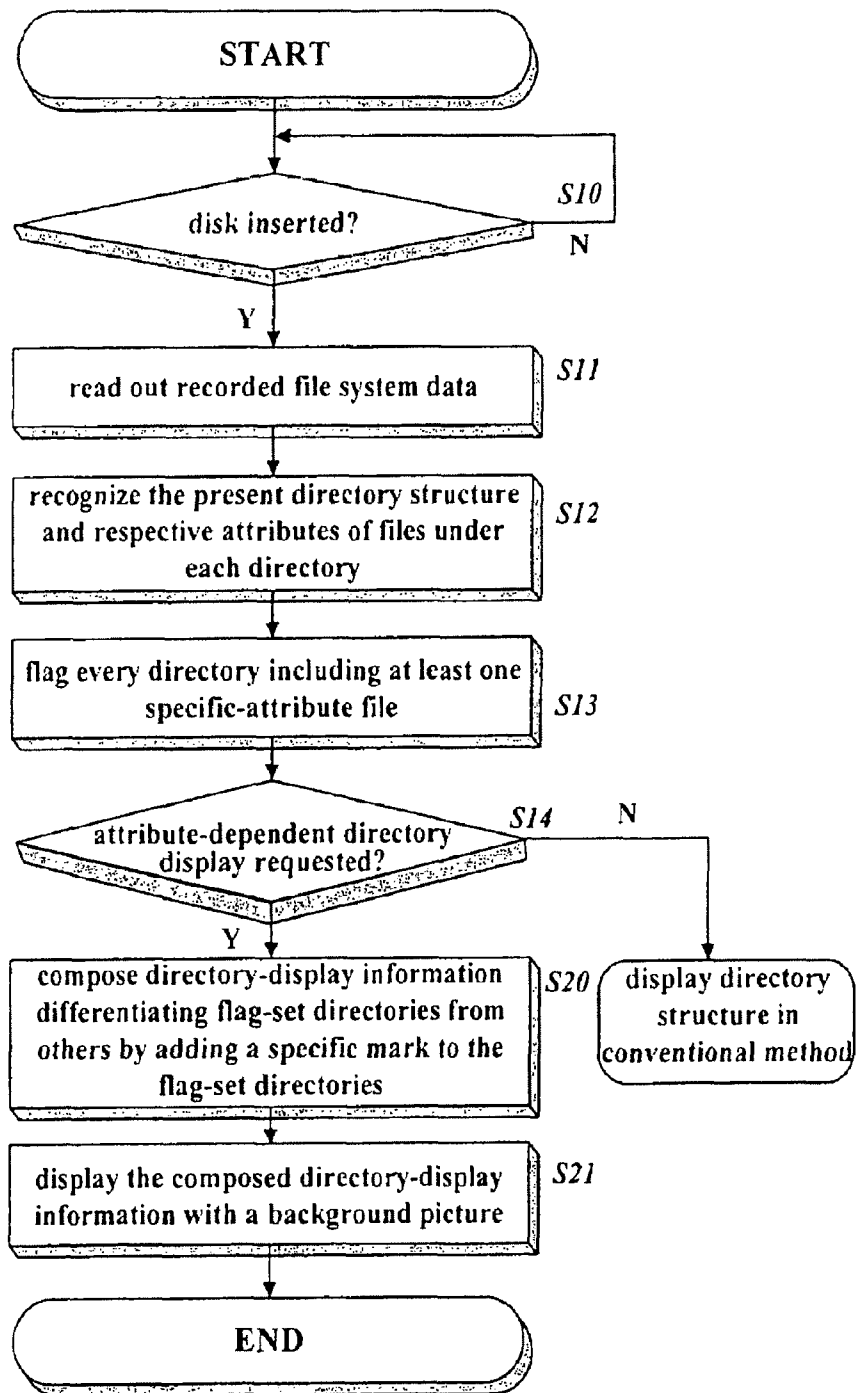 START
disk inserted?
S10
N
Y
read out recorded file system data
S11
recognize the present directory structure
and respective attributes of files under
each directory
S12
flag every directory including at least one
specific-attribute file
S13
attribute-dependent directory
display requested?
S14
N
Y
compose directory-display information
differentiating flag-set directories from
others by adding a specific mark to the
flag-set directories
S20
display directory
structure in
conventional method
display the composed directory-display
information with a background picture
S21
END